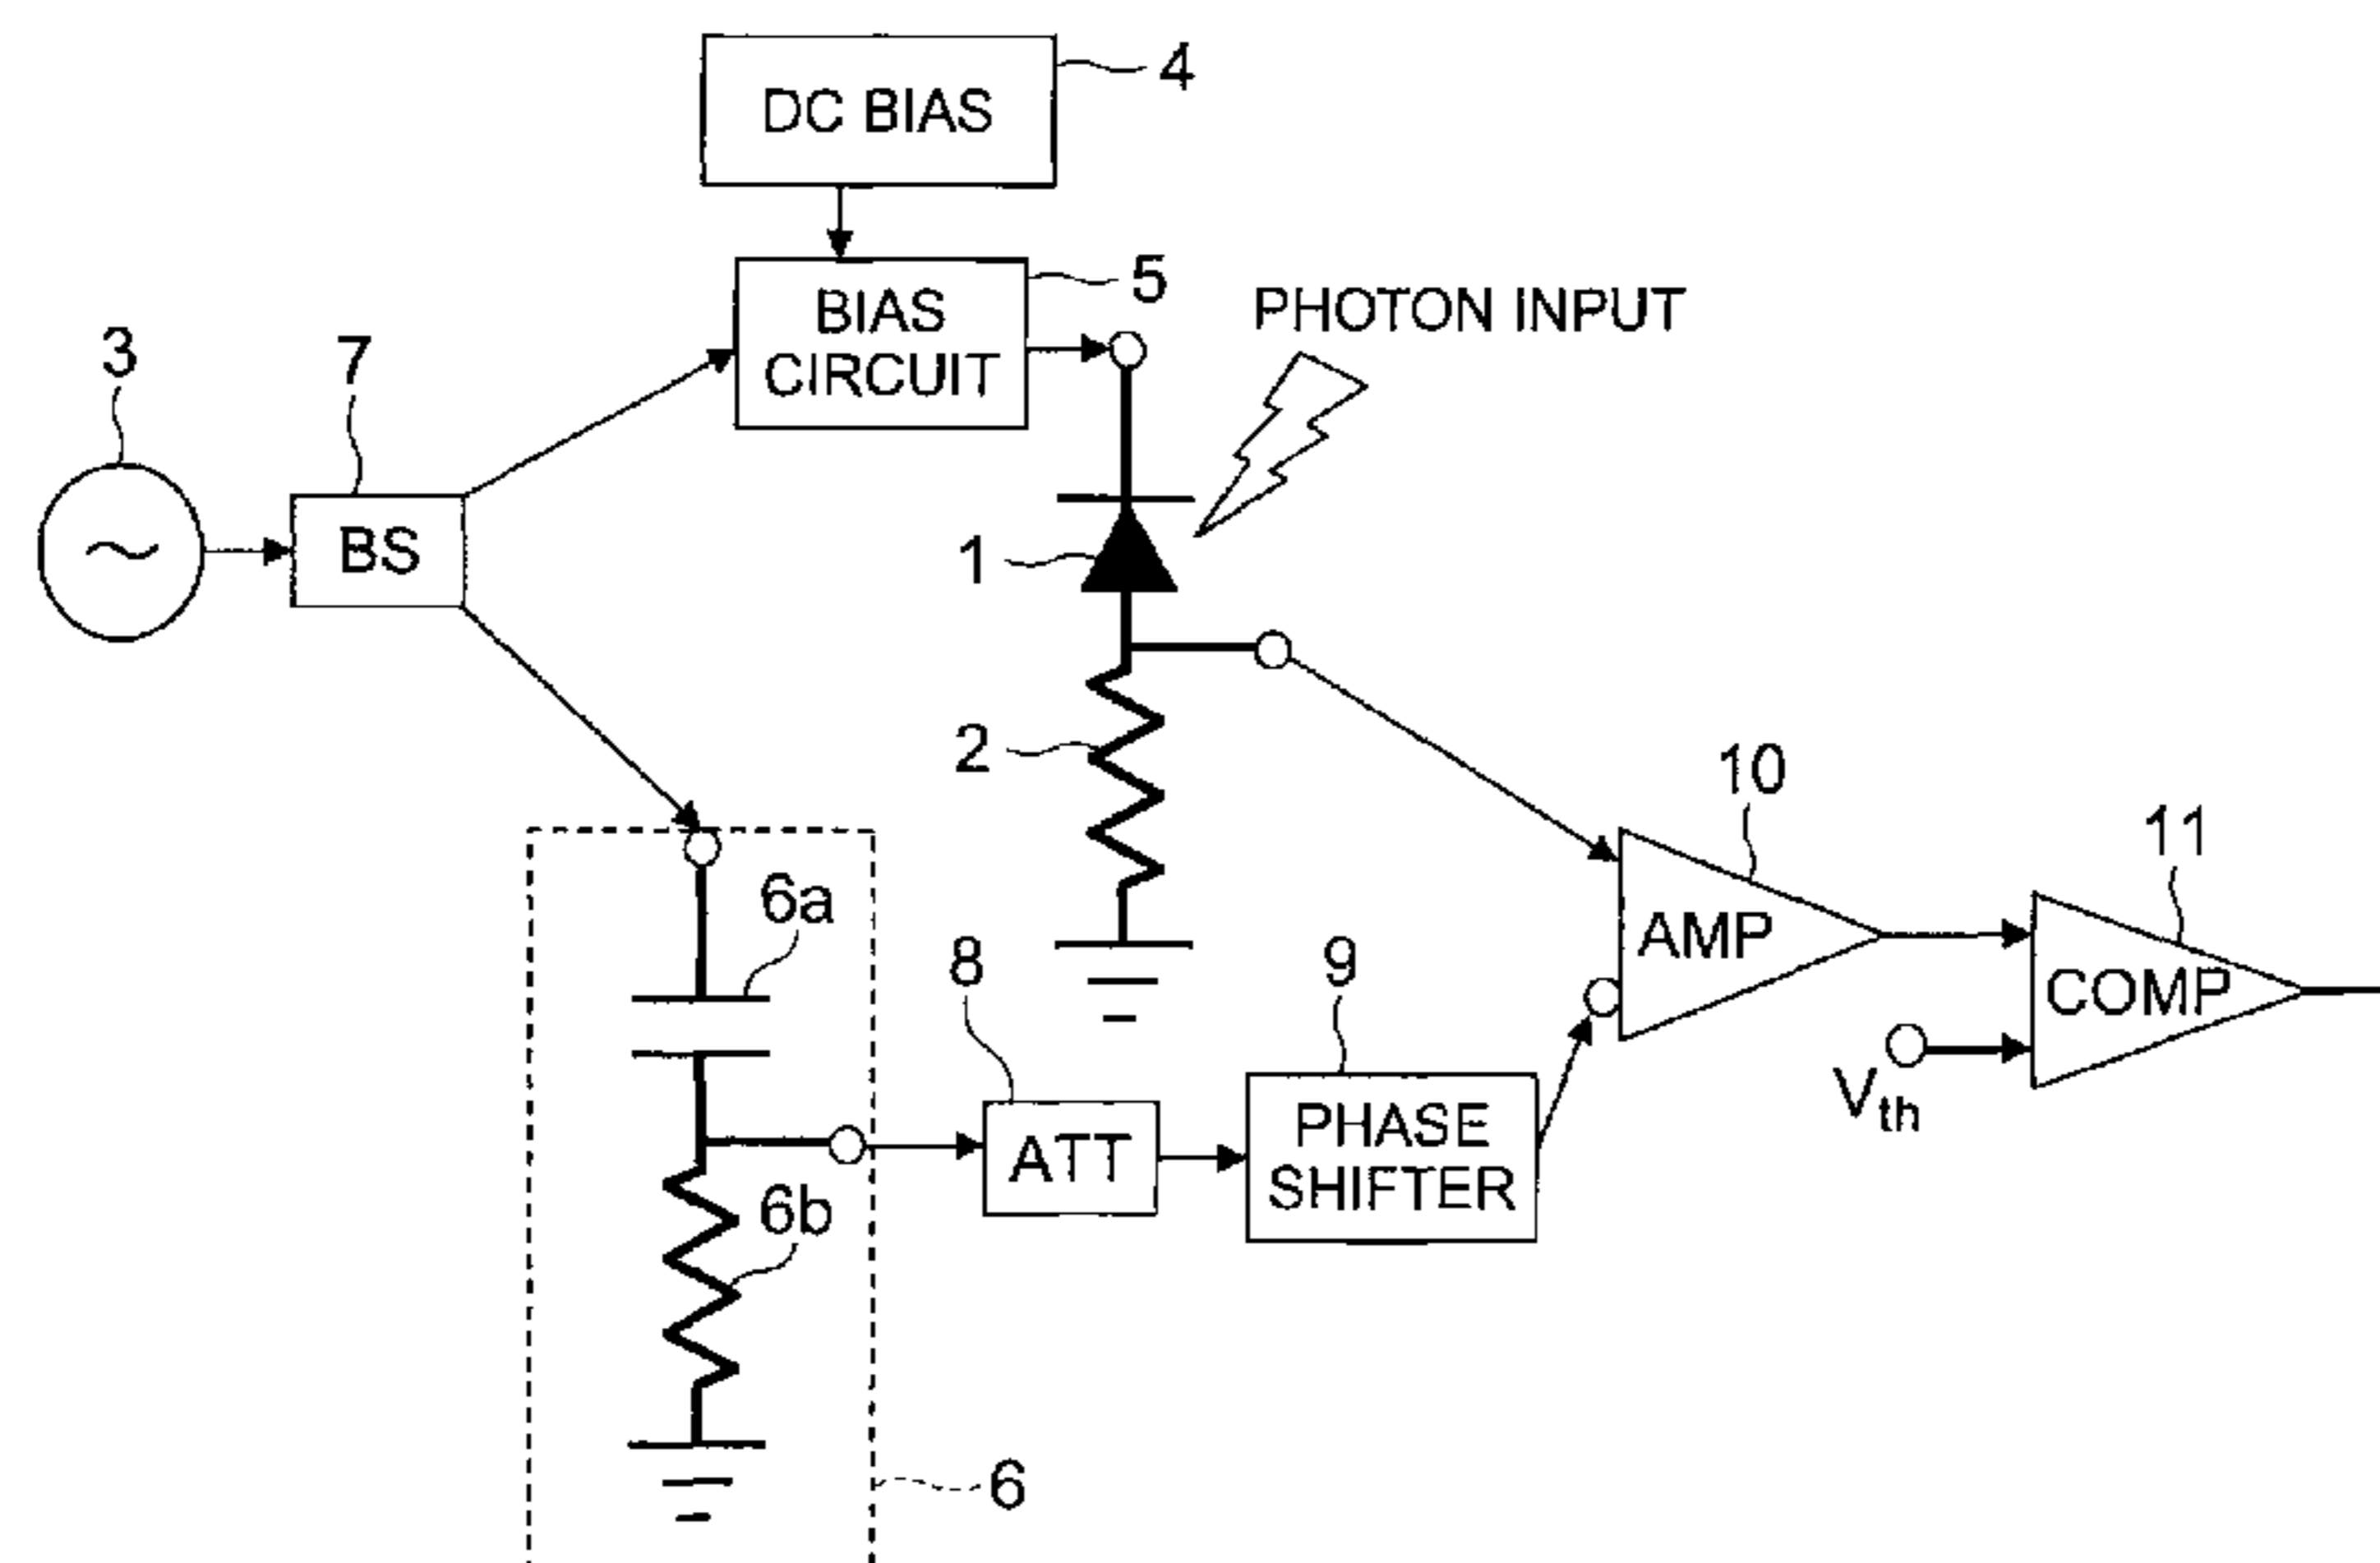 DC BIAS
4
BIAS
CIRCUIT
5
PHOTON INPUT
3
7
BS
1
2
10
11
6a
8
9
AMP
COMP
Vth
ATT
PHASE
SHIFTER
6b
6